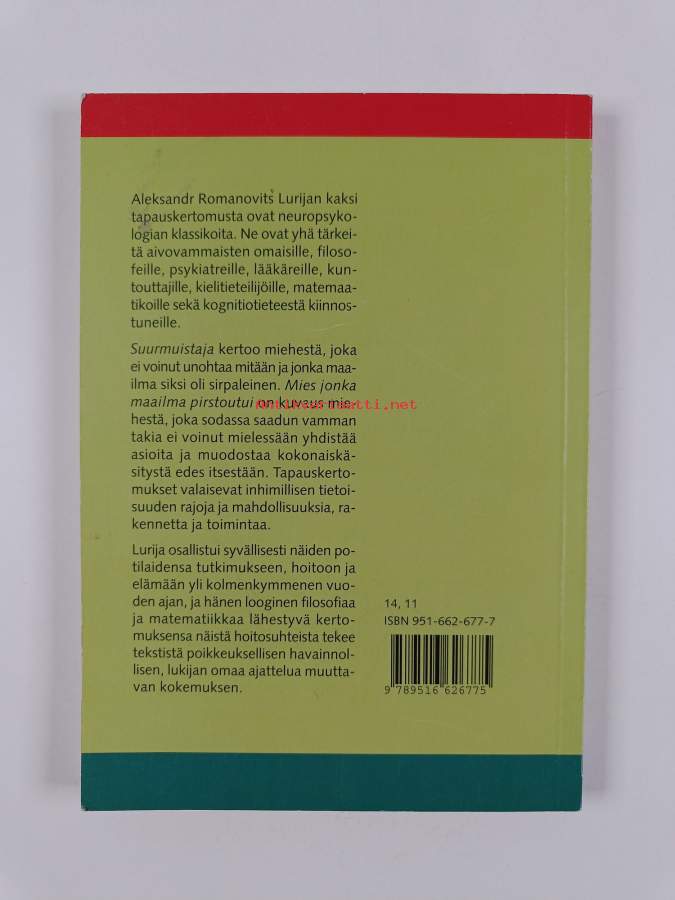 Aleksandr Romanovitš Lurijan kaksi
tapauskertomusta ovat neuropsyko-
logian klassikoita. Ne ovat yhä tärkei-
tä aivovammaisten omaisille, filoso-
feille, psykiatreille, lääkäreille, kun-
touttajille, kielitieteilijöille, matemaa-
tikoille sekä kognitiotieteestä kiinnos-
tuneille.
Suurmuistaja kertoo miehestä, joka
ei voinut unohtaa mitään ja jonka maa-
ilma siksi oli sirpaleinen. Mies jonka
maailma pirstoutui on kuvaus mie-
hestä, joka sodassa saadun vamman
takia ei voinut mielessään yhdistää
asioita ja muodostaa kokonaiskä-
sitystä edes itsestään. Tapauskerto-
mukset valaisevat inhimillisen tietoi-
suuden rajoja ja mahdollisuuksia, ra-
kennetta ja toimintaa.
Lurija osallistui syvällisesti näiden po-
tilaidensa tutkimukseen, hoitoon ja
elämään yli kolmenkymmenen vuo-
den ajan, ja hänen looginen filosofiaa
ja matematiikkaa lähestyvä kerto-
muksensa näistä hoitosuhteista tekee
tekstistä poikkeuksellisen havainnol-
lisen, lukijan omaa ajattelua muutta-
van kokemuksen.
Antikvariaatti.net
14, 11
ISBN 951-662-677-7
9 789516 626775